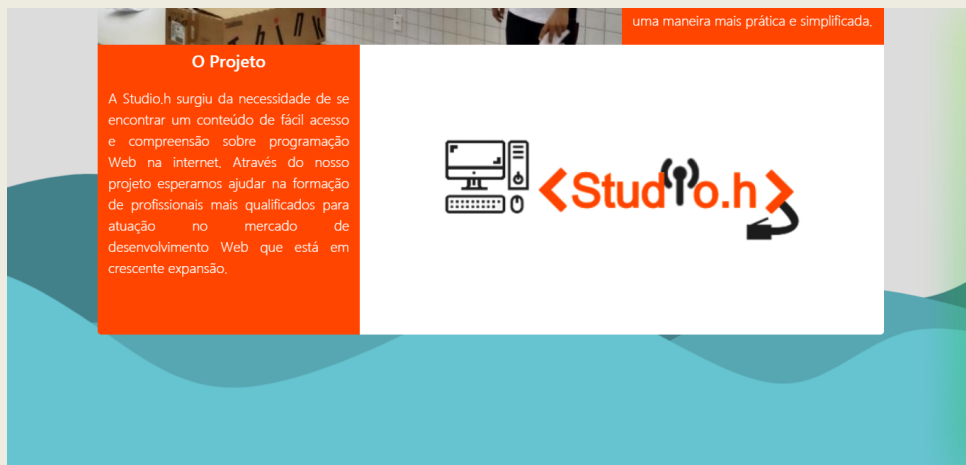 uma maneira mais prática e simplificada.
O Projeto
A Studio.h surgiu da necessidade de se
encontrar um conteúdo de fácil acesso
e compreensão sobre programação
Web na internet. Através do nosso
projeto esperamos ajudar na formação
de profissionais mais qualificados para
atuação no mercado de
desenvolvimento Web que está em
crescente expansão.
<Studio.h>